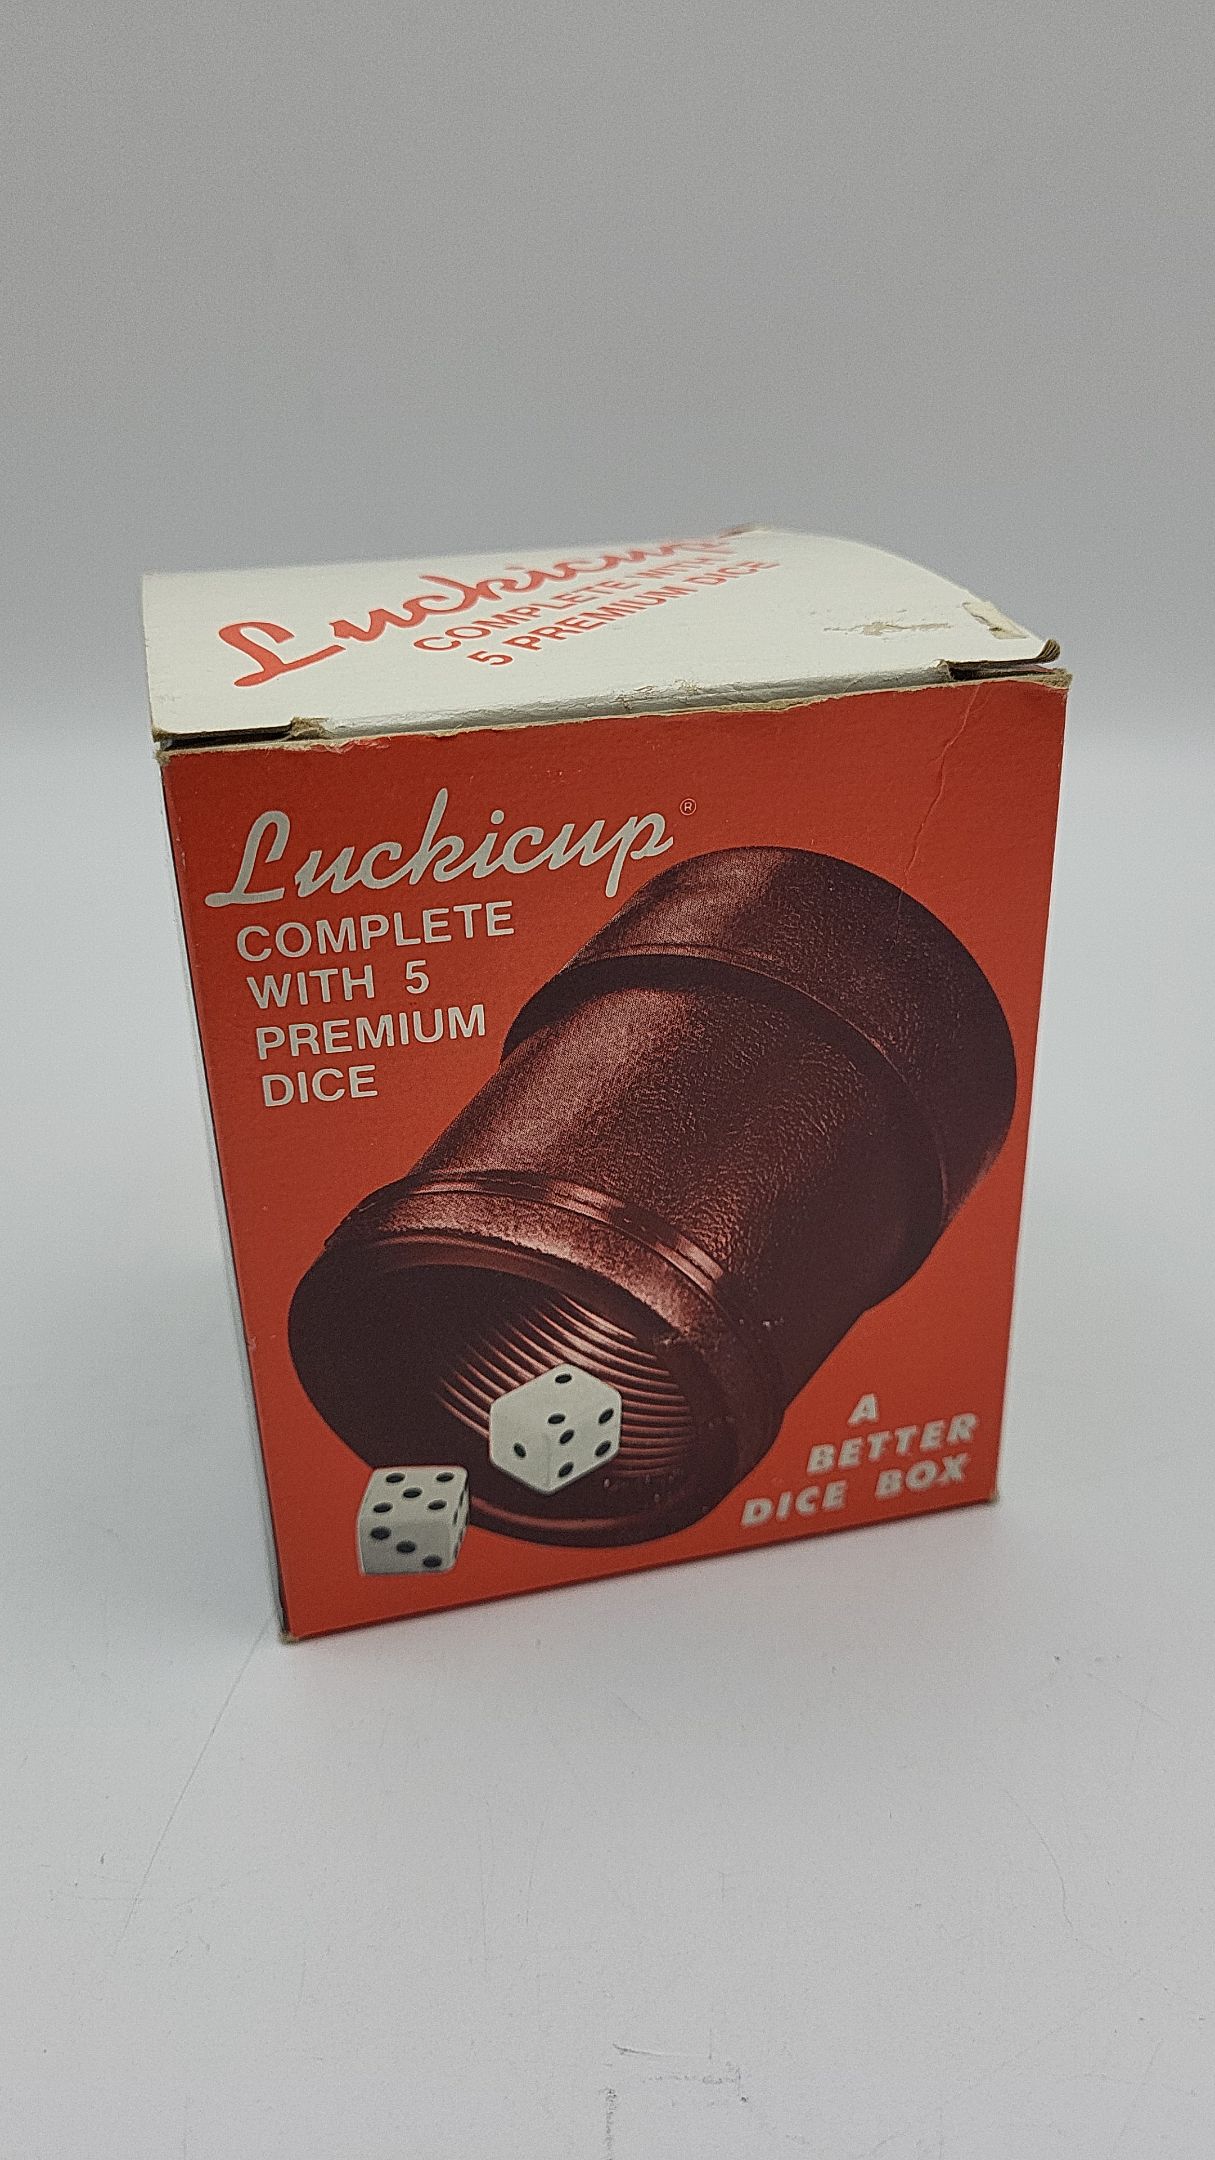 Luckicup
COMPLETE WITH
5 PREMIUM DICE
Luckicup®
COMPLETE
WITH 5
PREMIUM
DICE
A
BETTER
DICE BOX